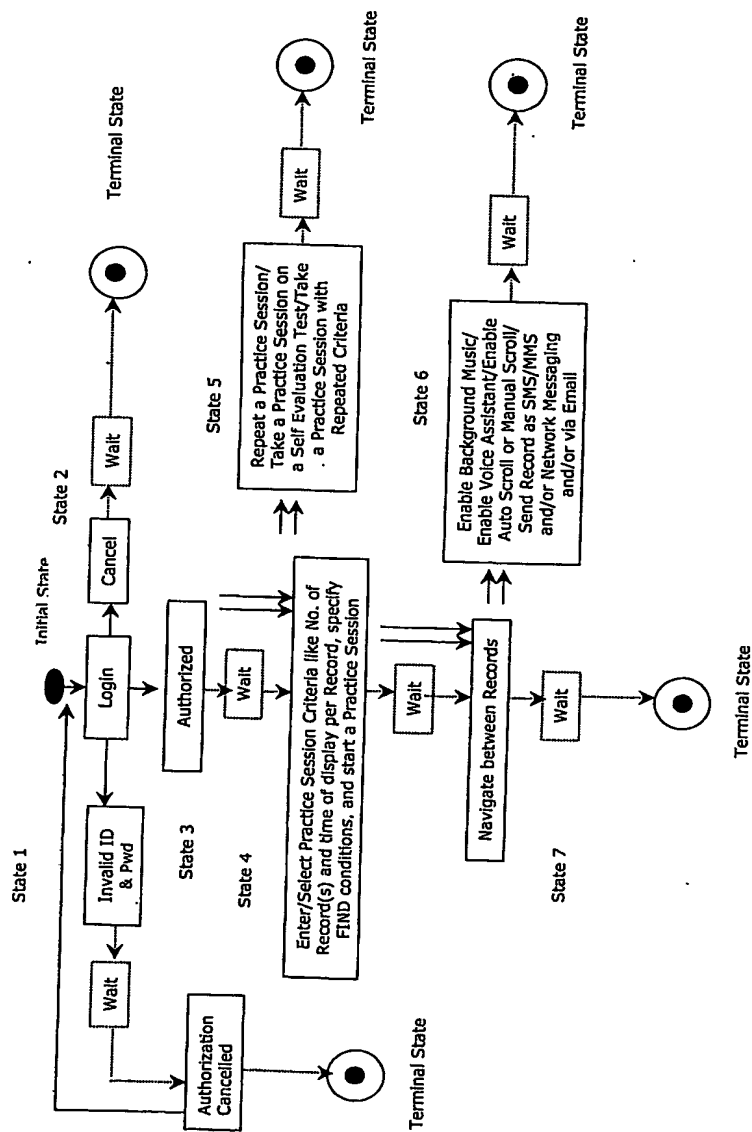 Initial State
State 1
State 2
Login
Cancel
Wait
Terminal State
Invalid ID
& Pwd
Wait
Authorization
Cancelled
Terminal State
State 3
Authorized
State 4
Wait
Enter/Select Practice Session Criteria like No. of
Record(s) and time of display per Record, specify
FIND conditions, and start a Practice Session
State 5
Repeat a Practice Session/
Take a Practice Session on
a Self Evaluation Test/Take
a Practice Session with
Repeated Criteria
Wait
Terminal State
Wait
Navigate between Records
State 6
Enable Background Music/
Enable Voice Assistant/Enable
Auto Scroll or Manual Scroll/
Send Record as SMS/MMS
and/or Network Messaging
and/or via Email
Wait
Terminal State
State 7
Wait
Terminal State